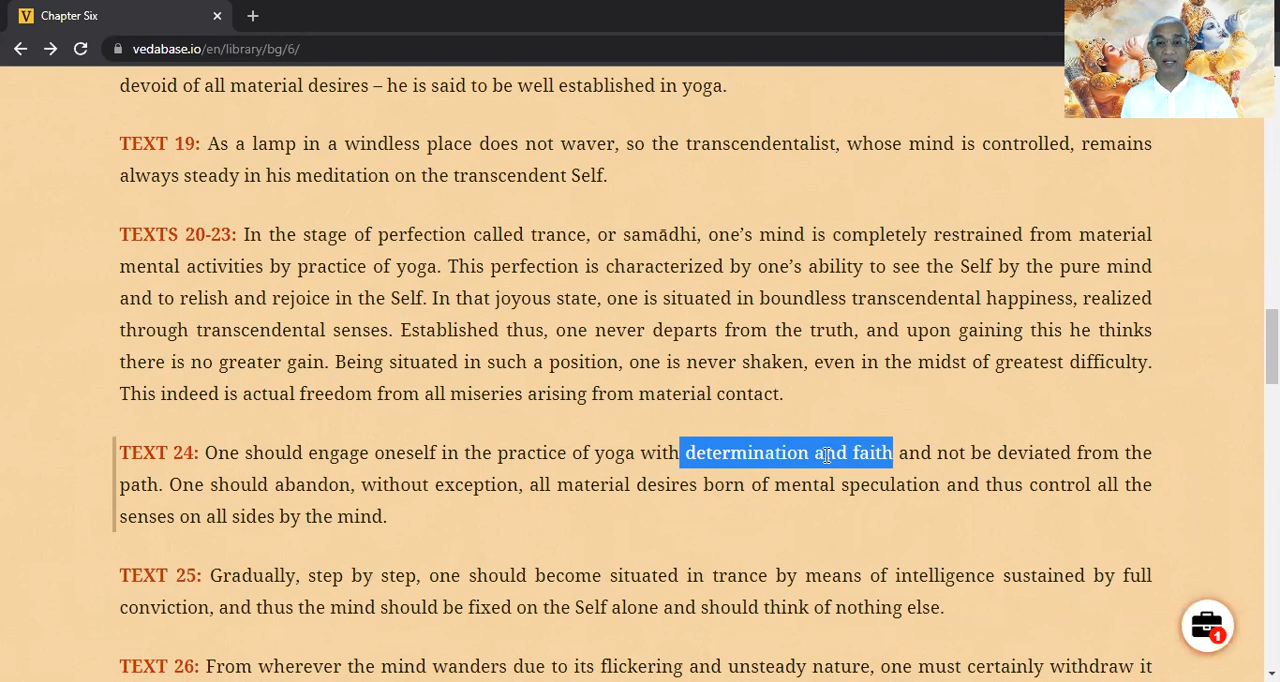 V Chapter Six
vedabase.io/en/library/bg/6/
devoid of all material desires – he is said to be well established in yoga.
TEXT 19: As a lamp in a windless place does not waver, so the transcendentalist, whose mind is controlled, remains
always steady in his meditation on the transcendent Self.
TEXTS 20-23: In the stage of perfection called trance, or samādhi, one’s mind is completely restrained from material
mental activities by practice of yoga. This perfection is characterized by one’s ability to see the Self by the pure mind
and to relish and rejoice in the Self. In that joyous state, one is situated in boundless transcendental happiness, realized
through transcendental senses. Established thus, one never departs from the truth, and upon gaining this he thinks
there is no greater gain. Being situated in such a position, one is never shaken, even in the midst of greatest difficulty.
This indeed is actual freedom from all miseries arising from material contact.
TEXT 24: One should engage oneself in the practice of yoga with determination and faith and not be deviated from the
path. One should abandon, without exception, all material desires born of mental speculation and thus control all the
senses on all sides by the mind.
TEXT 25: Gradually, step by step, one should become situated in trance by means of intelligence sustained by full
conviction, and thus the mind should be fixed on the Self alone and should think of nothing else.
1
TEXT 26: From wherever the mind wanders due to its flickering and unsteady nature, one must certainly withdraw it